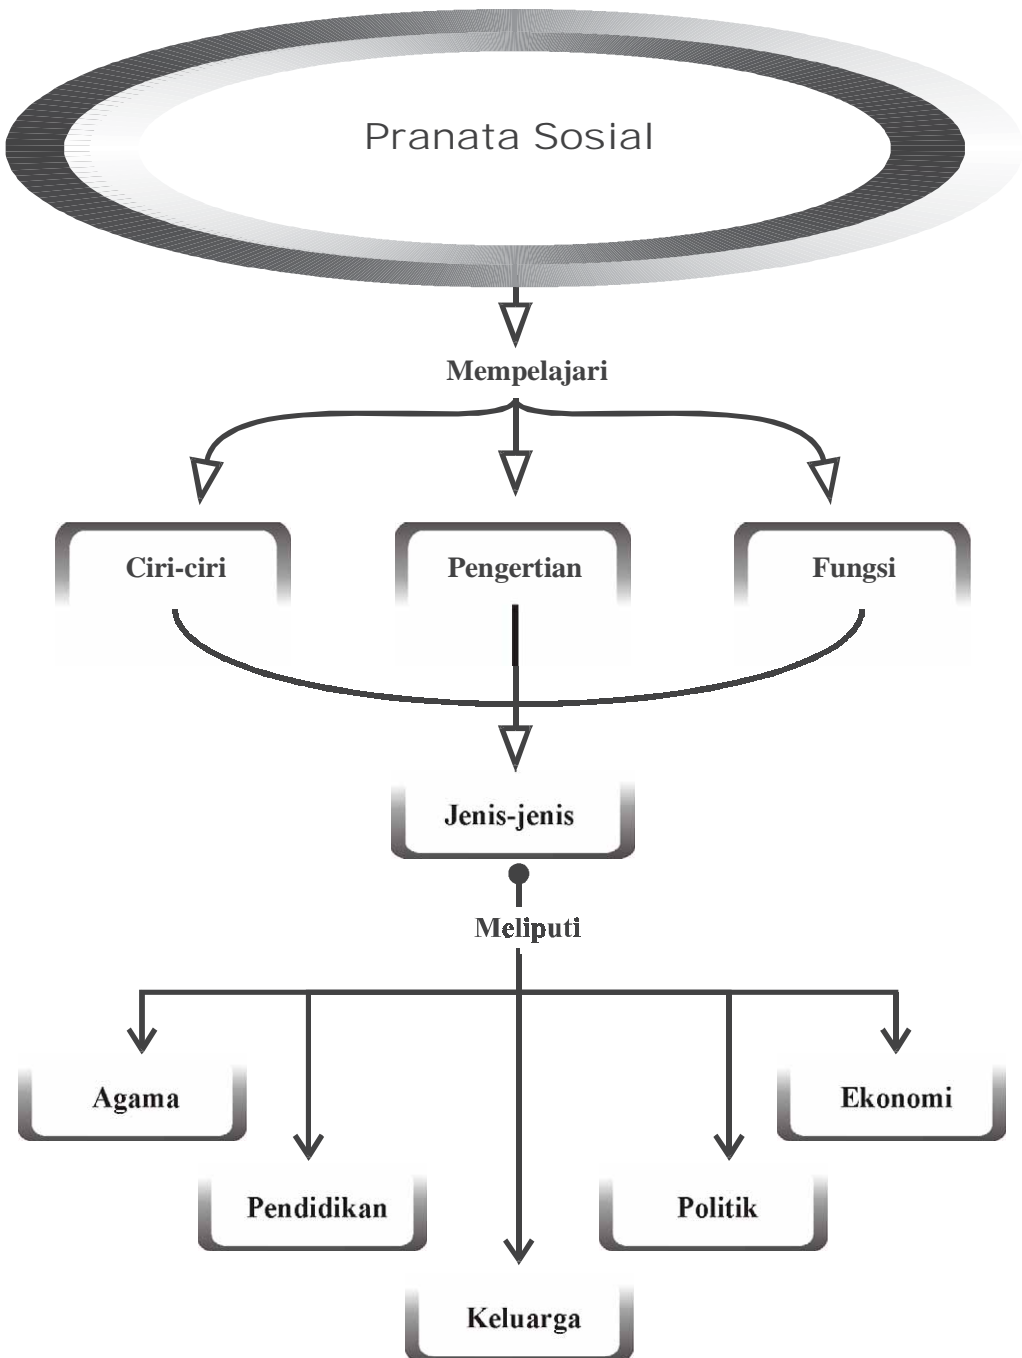 Pranata Sosial
Mempelajari
Ciri-ciri
Pengertian
Fungsi
Jenis-jenis
Meliputi
Agama
Ekonomi
Pendidikan
Politik
Keluarga